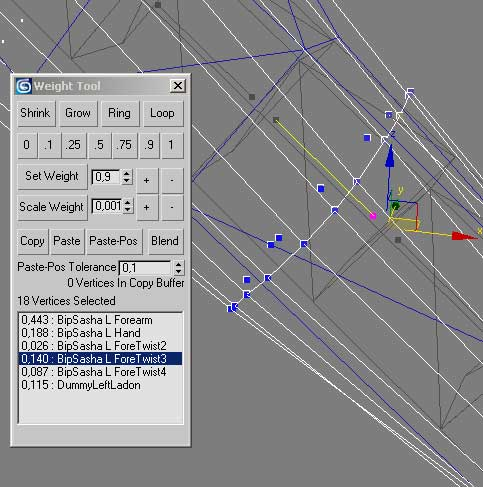 Weight Tool
Shrink Grow Ring Loop
0 .1 .25 .5 .75 .9 1
Set Weight 0,9 + -
Scale Weight 0,001 + -
Copy Paste Paste-Pos Blend
Paste-Pos Tolerance 0,1
0 Vertices In Copy Buffer
18 Vertices Selected
0,443 : BipSasha L Forearm
0,188 : BipSasha L Hand
0,026 : BipSasha L ForeTwist2
0,140 : BipSasha L ForeTwist3
0,087 : BipSasha L ForeTwist4
0,115 : DummyLeftLadon
z
y
x